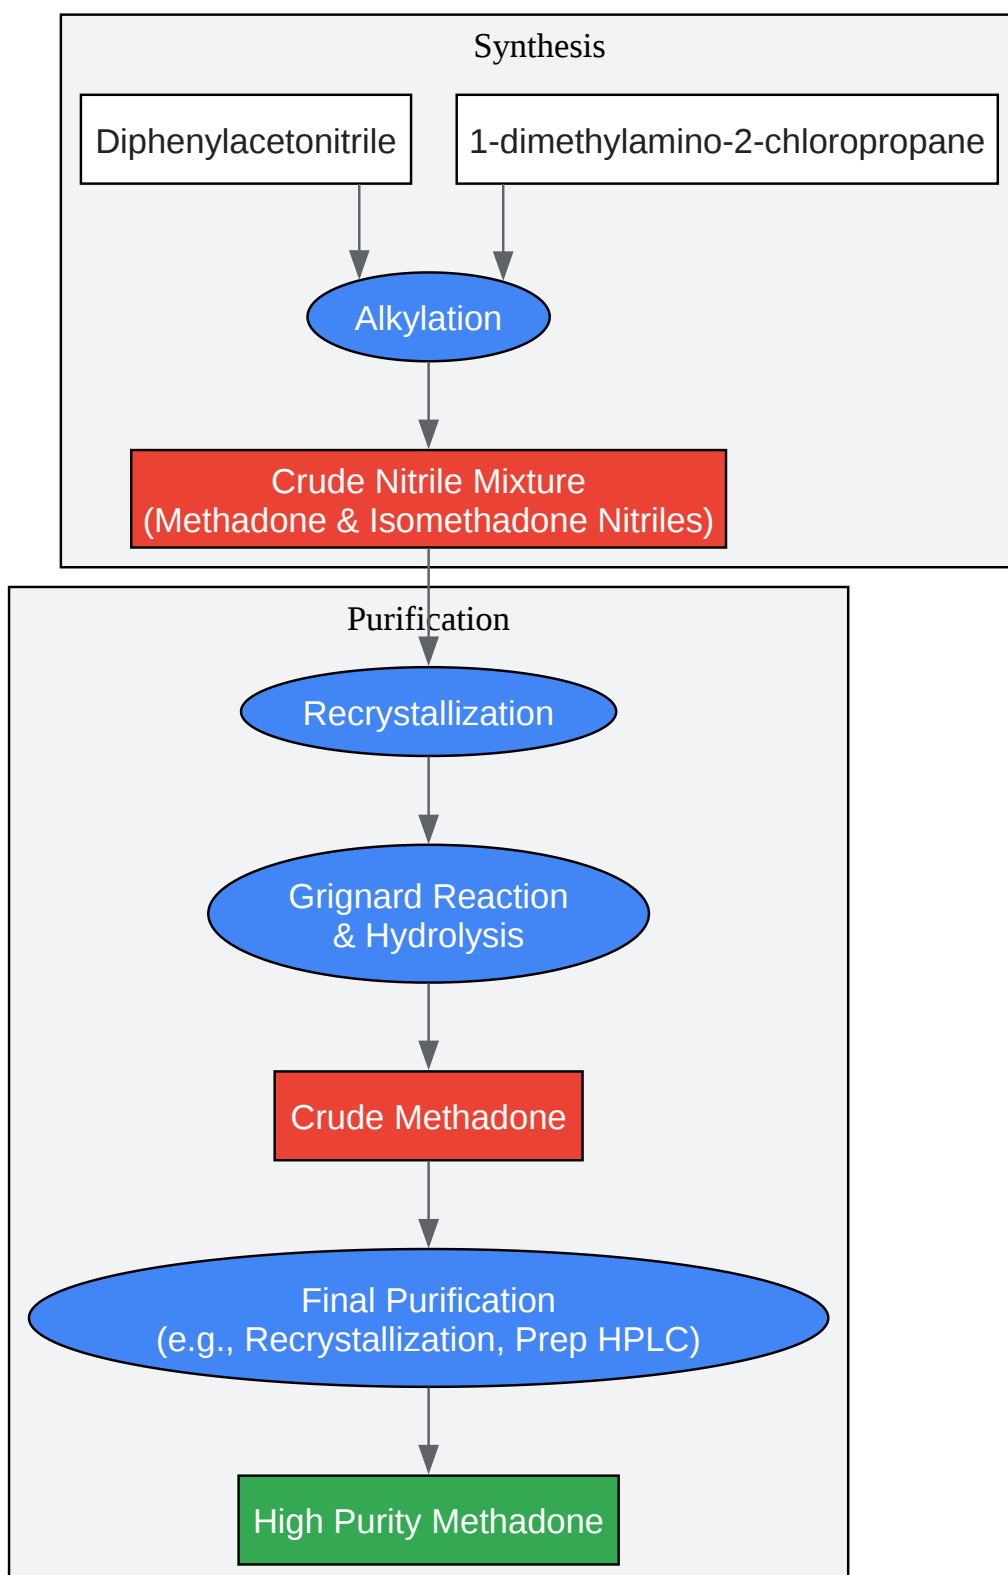 Synthesis
Diphenylacetonitrile
1-dimethylamino-2-chloropropane
Alkylation
Crude Nitrile Mixture
(Methadone & Isomethadone Nitriles)
Purification
Recrystallization
Grignard Reaction
& Hydrolysis
Crude Methadone
Final Purification
(e.g., Recrystallization, Prep HPLC)
High Purity Methadone